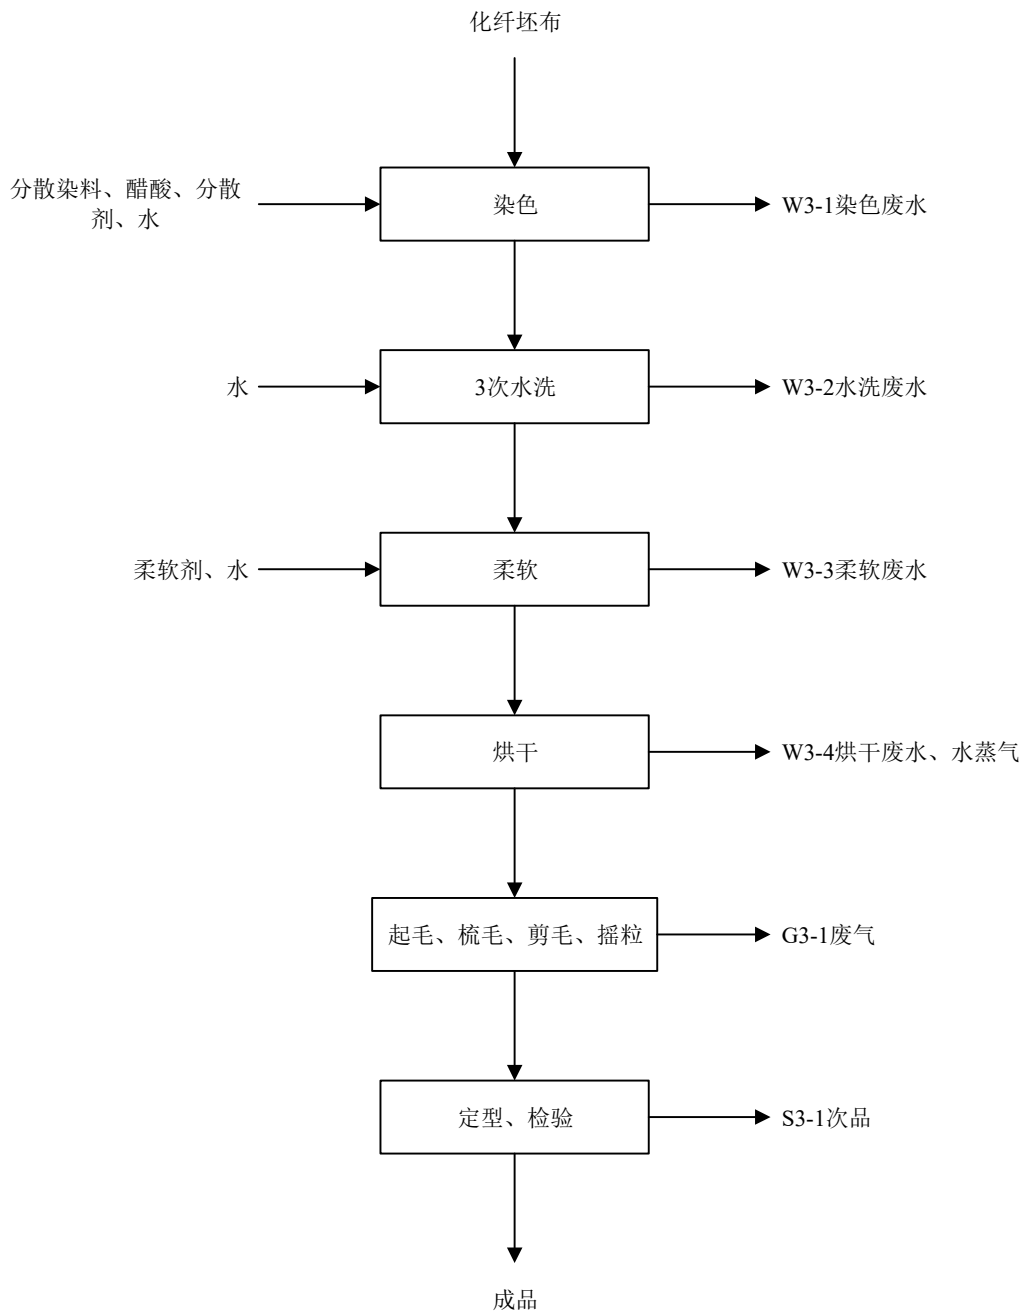 化纤坯布
分散染料、醋酸、分散
剂、水
染色
W3-1染色废水
水
3次水洗
W3-2水洗废水
柔软剂、水
柔软
W3-3柔软废水
烘干
W3-4烘干废水、水蒸气
起毛、梳毛、剪毛、摇粒
G3-1废气
定型、检验
S3-1次品
成品